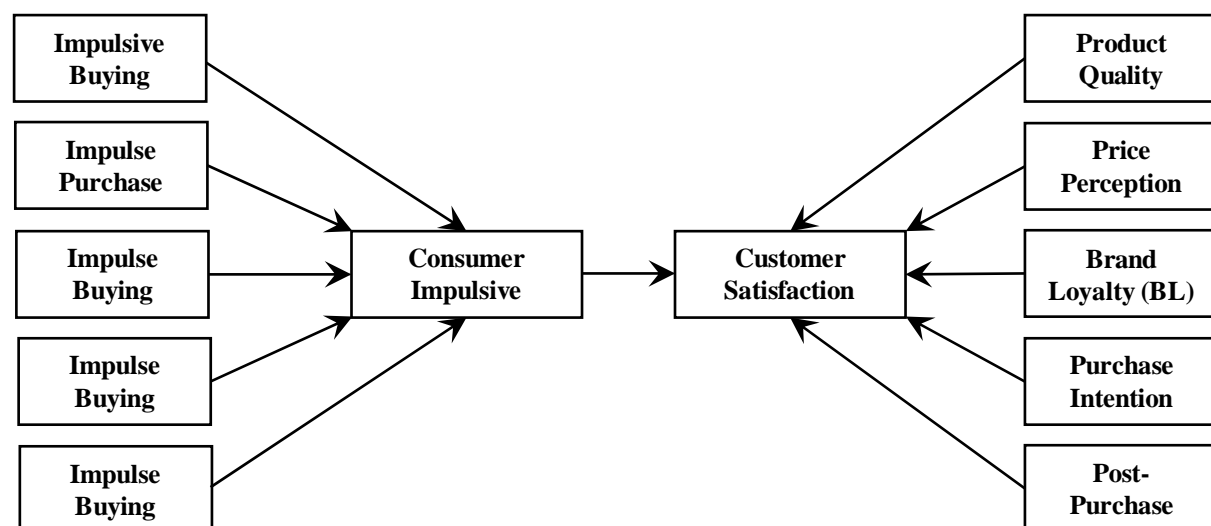 Impulsive
Buying
Impulse
Purchase
Impulse
Buying
Impulse
Buying
Impulse
Buying
Consumer
Impulsive
Customer
Satisfaction
Product
Quality
Price
Perception
Brand
Loyalty (BL)
Purchase
Intention
Post-
Purchase